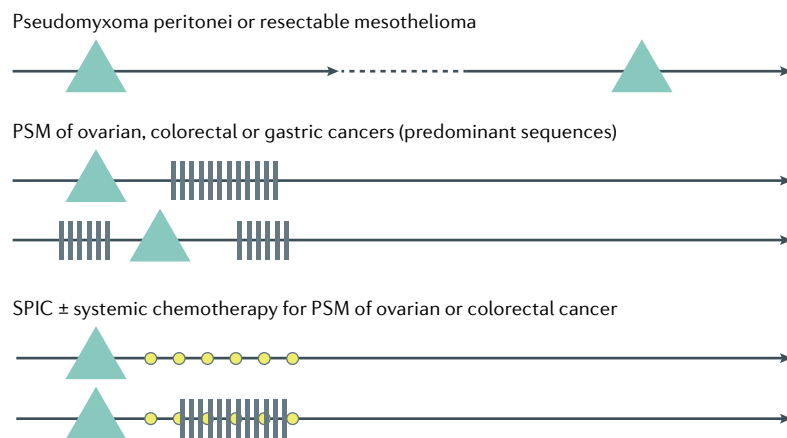 Pseudomyxoma peritonei or resectable mesothelioma
PSM of ovarian, colorectal or gastric cancers (predominant sequences)
SPIC ± systemic chemotherapy for PSM of ovarian or colorectal cancer